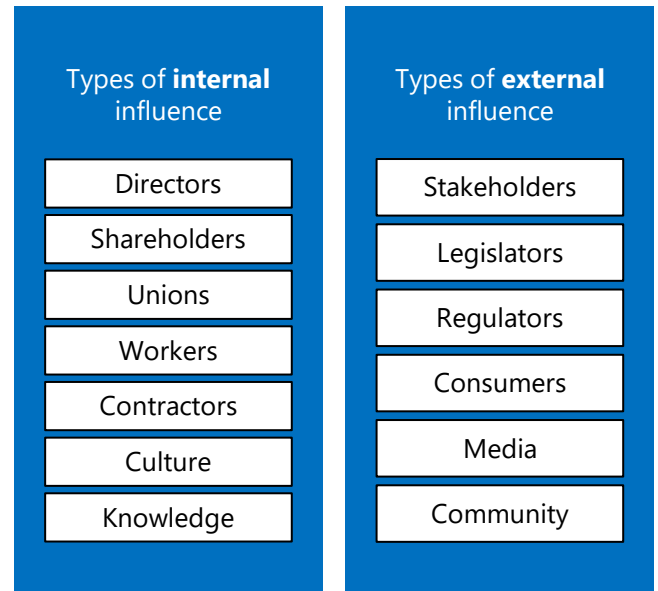 Types of internal
influence
Directors
Shareholders
Unions
Workers
Contractors
Culture
Knowledge
Types of external
influence
Stakeholders
Legislators
Regulators
Consumers
Media
Community